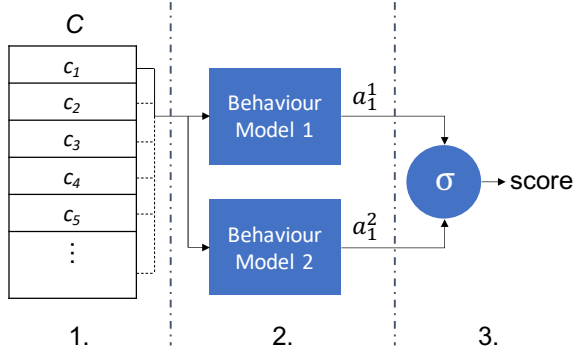 C
c₁
c₂
c₃
c₄
c₅
⋮
Behaviour
Model 1
a₁¹
Behaviour
Model 2
a₁²
σ
score
1.
2.
3.